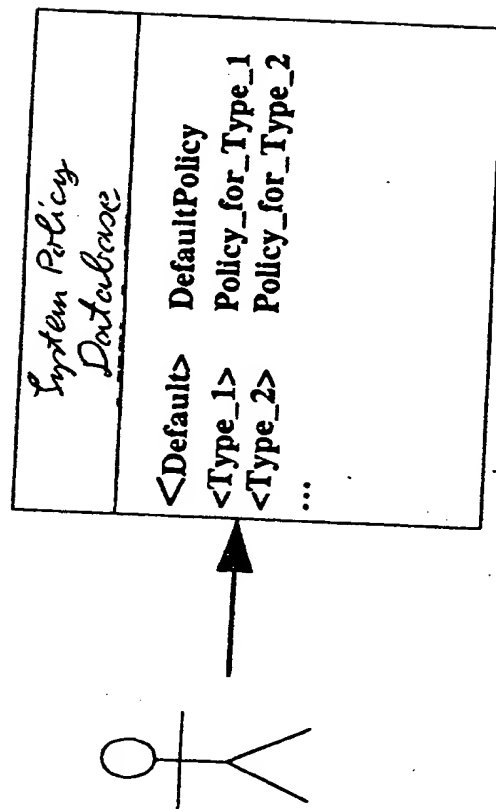 System Policy
Database
<Default> DefaultPolicy
<Type_1> Policy_for_Type_1
<Type_2> Policy_for_Type_2
...